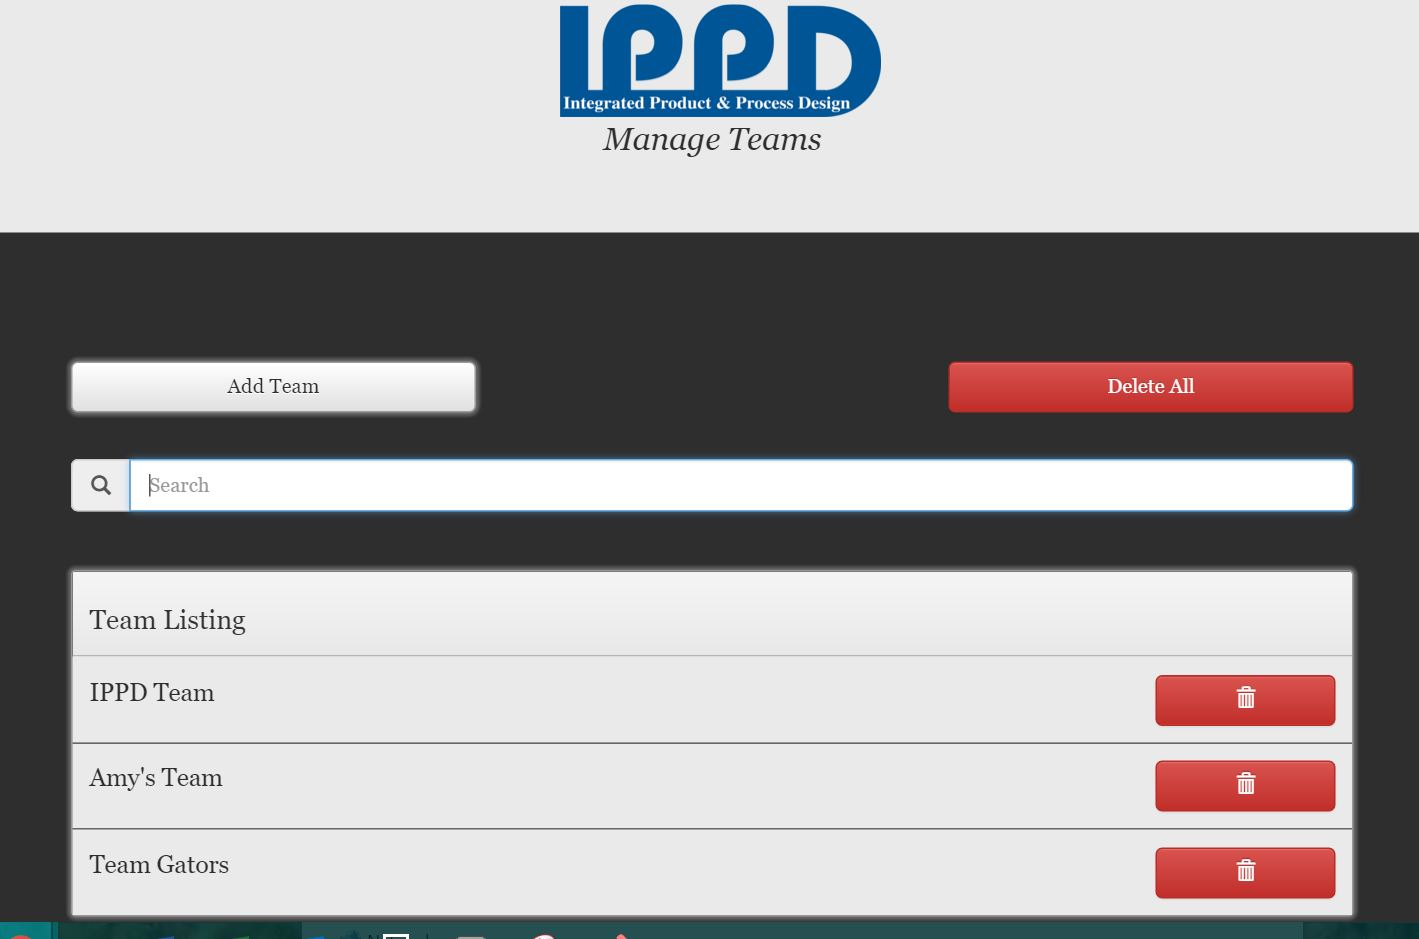 IPPD
Integrated Product & Process Design
Manage Teams
Add Team
Delete All
Search
Team Listing
IPPD Team
Amy's Team
Team Gators